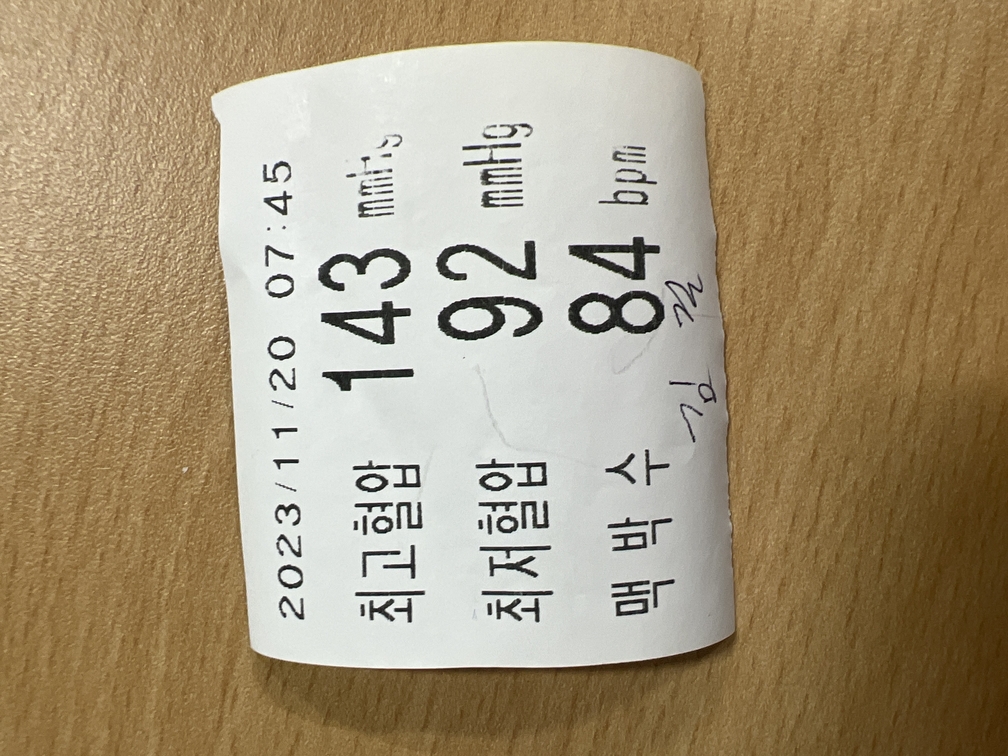 2023/11/20 07:45
최고혈압 143 mmHg
최저혈압 92 mmHg
맥 박 수 84 bpm
김